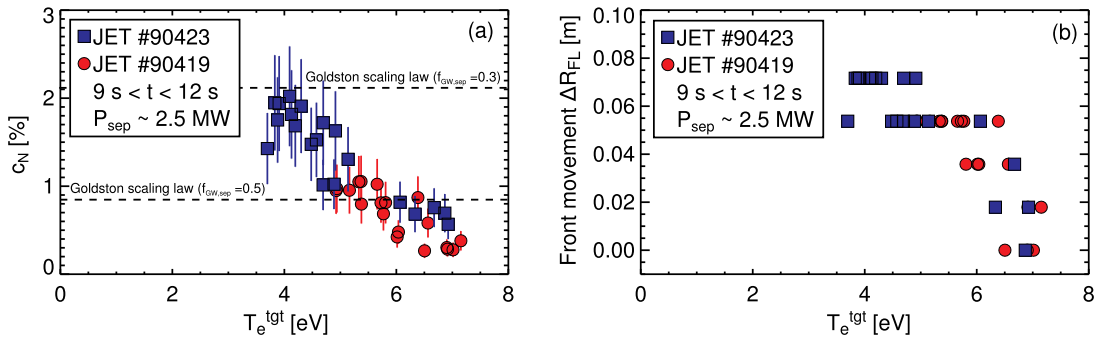 (a)
JET #90423
JET #90419
9 s < t < 12 s
P_sep ~ 2.5 MW
Goldston scaling law (f_GW,sep =0.3)
Goldston scaling law (f_GW,sep =0.5)
c_N [%]
3
2
1
0
0 2 4 6 8
T_e^tgt [eV]
(b)
JET #90423
JET #90419
9 s < t < 12 s
P_sep ~ 2.5 MW
Front movement ΔR_FL [m]
0.10
0.08
0.06
0.04
0.02
0.00
0 2 4 6 8
T_e^tgt [eV]